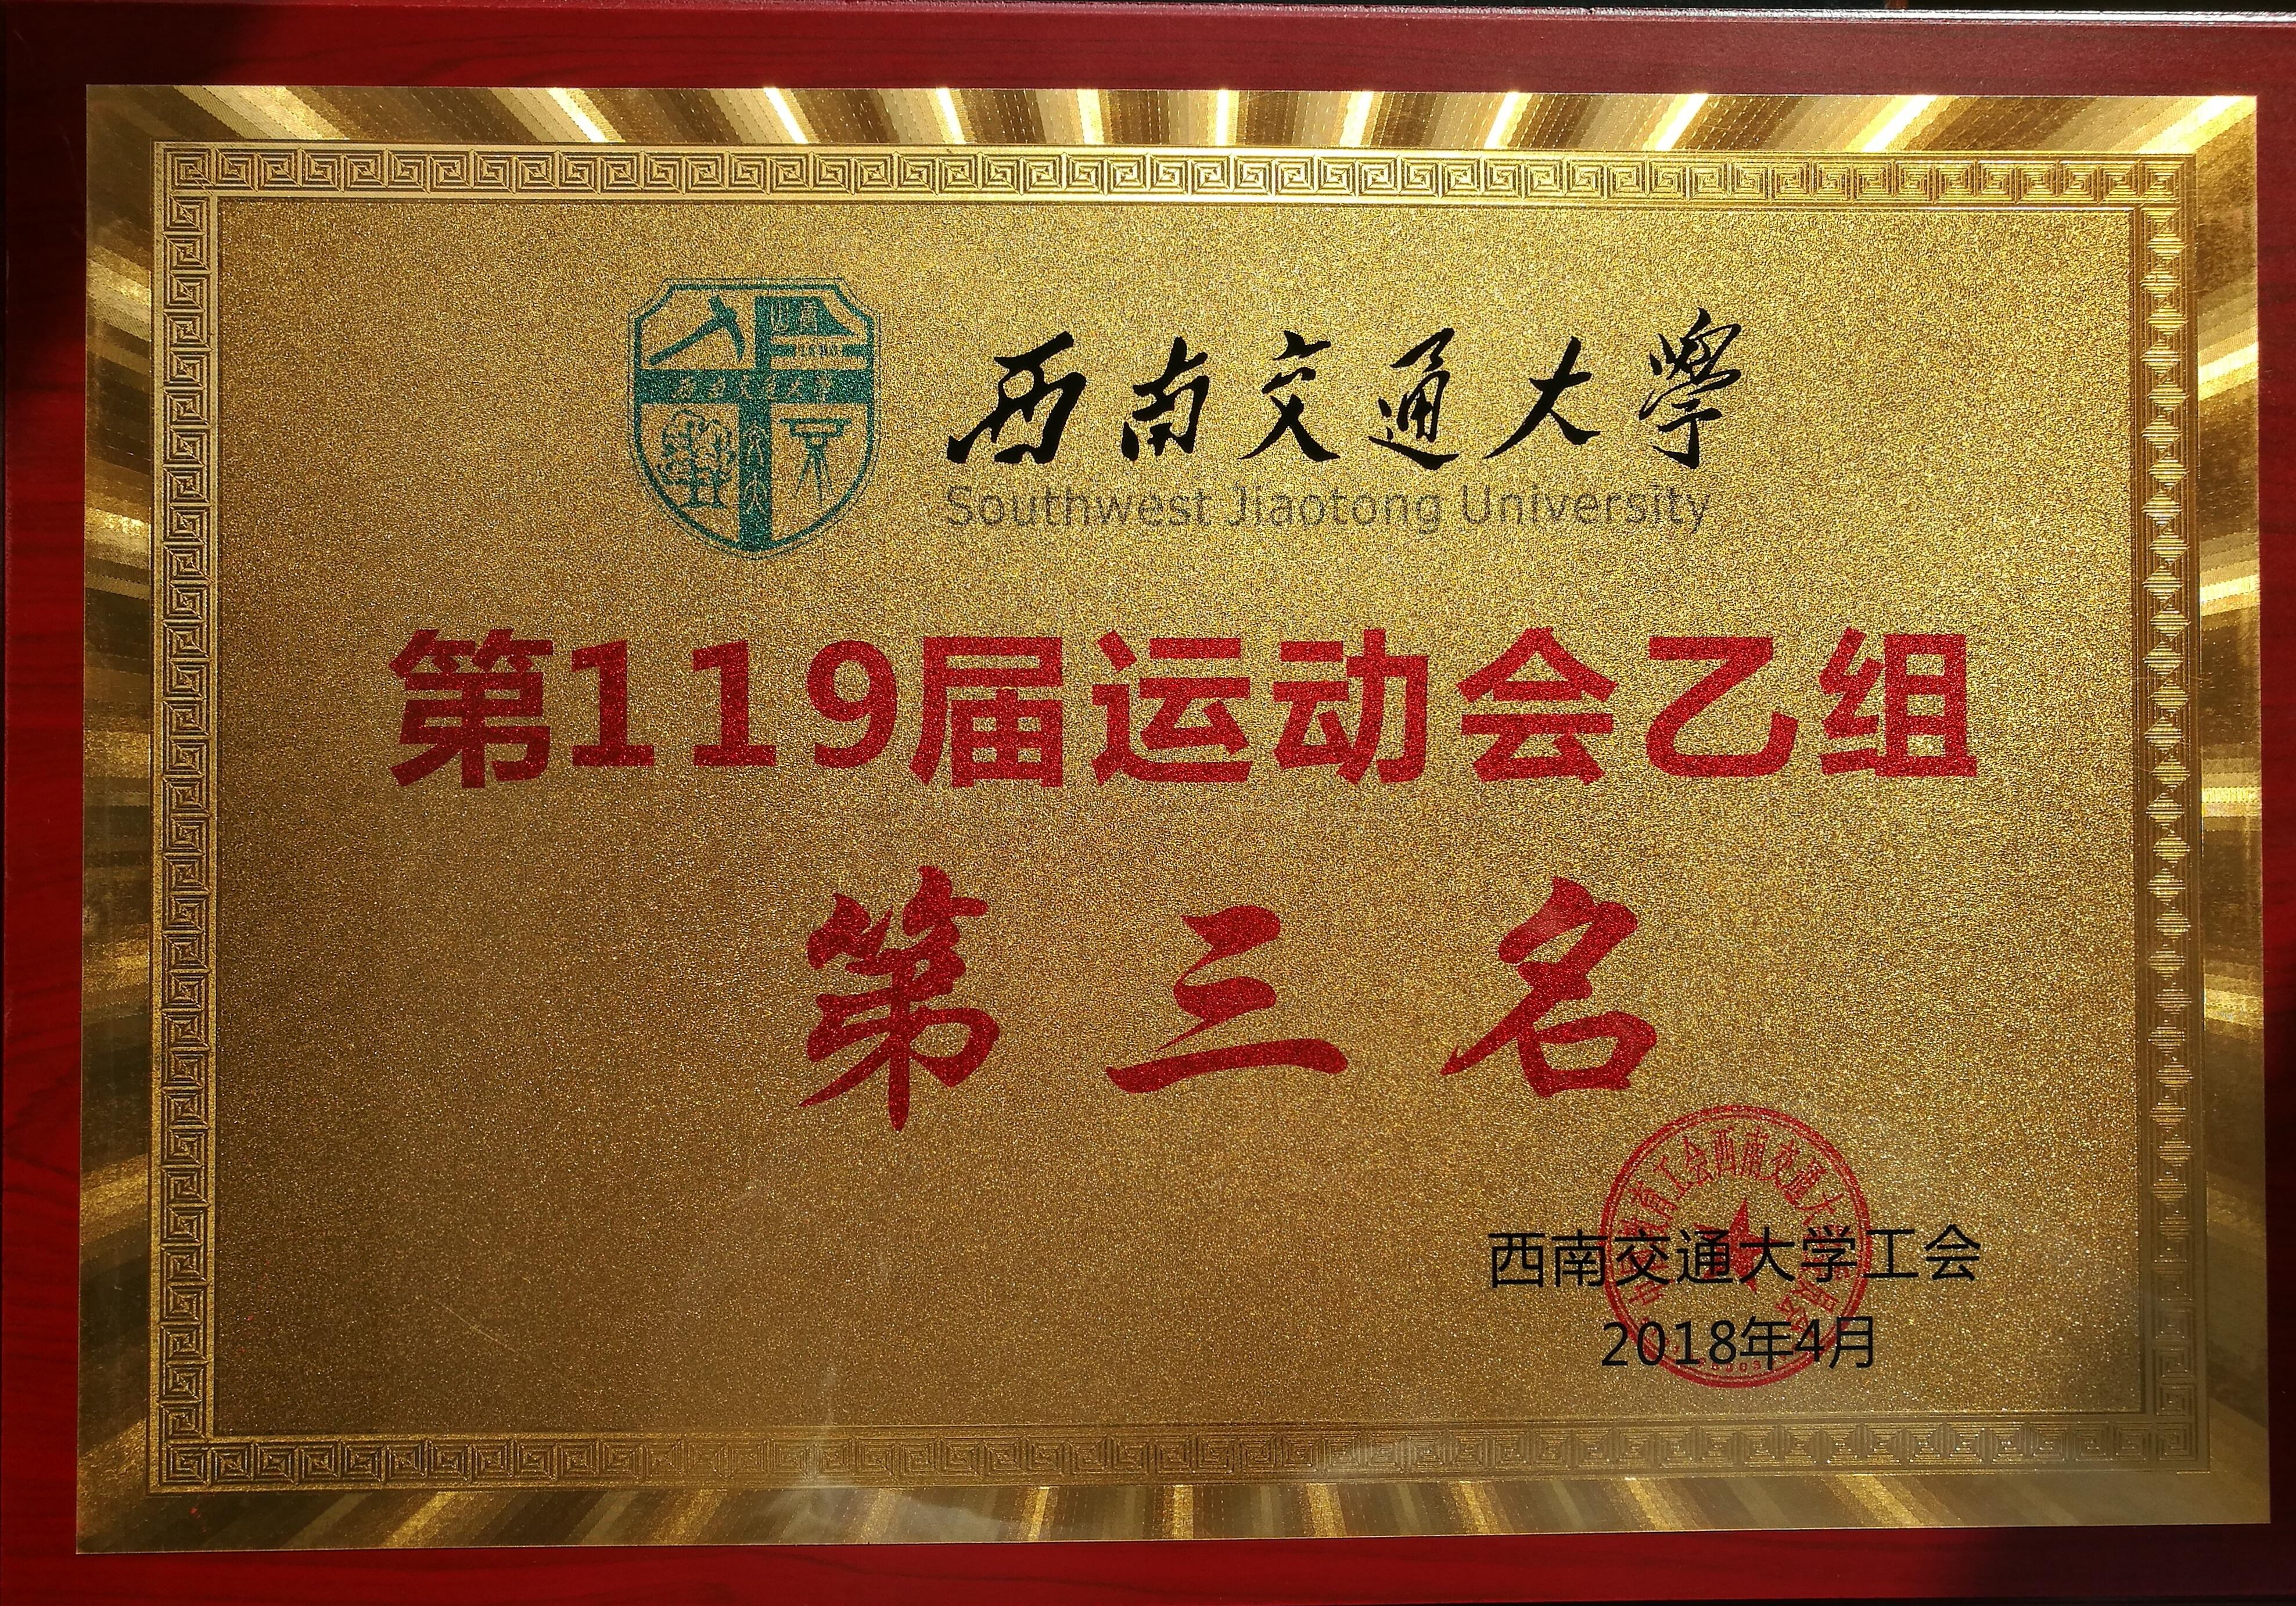 西南交通大學
Southwest Jiaotong University
第119届运动会乙组
第三名
西南交通大学工会
2018年4月